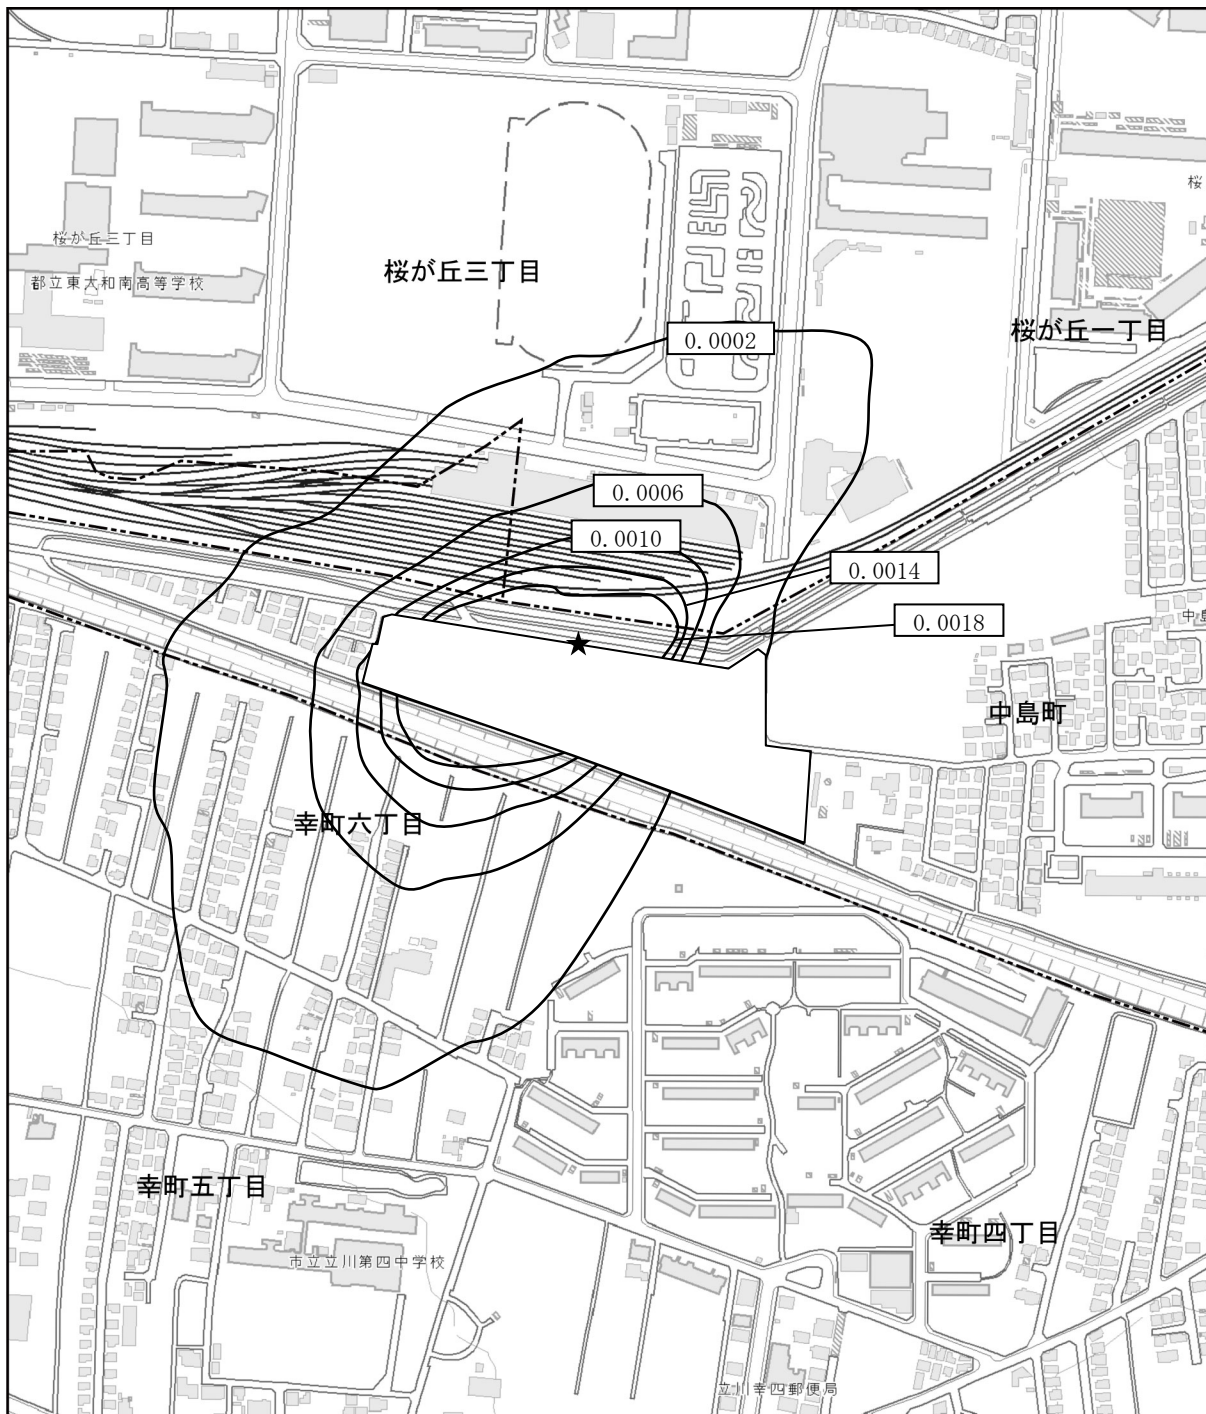 桜
桜が丘三丁目
桜が丘三丁目
都立東大和南高等学校
桜が丘一丁目
0.0002
0.0006
0.0010
0.0014
0.0018
中島
中島町
幸町六丁目
幸町五丁目
幸町四丁目
市立立川第四中学校
立川幸四郵便局